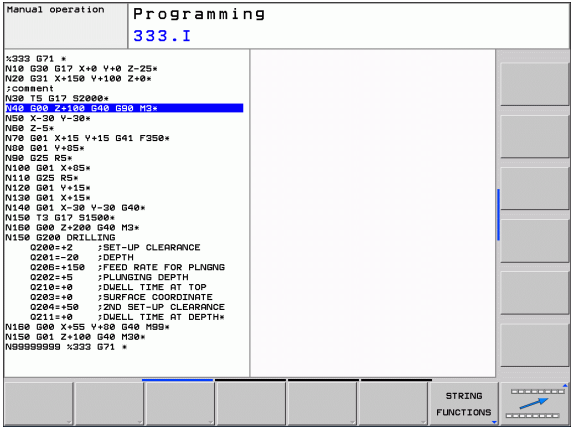 Manual operation
Programming
333.I
%333 G71 *
N10 G30 G17 X+0 Y+0 Z-25*
N20 G31 X+150 Y+100 Z+0*
;comment
N30 T5 G17 S2000*
N40 G00 Z+100 G40 G90 M3*
N50 X-30 Y-30*
N60 Z-5*
N70 G01 X+15 Y+15 G41 F350*
N80 G01 Y+85*
N90 G25 R5*
N100 G01 X+85*
N110 G25 R5*
N120 G01 Y+15*
N130 G01 X+15*
N140 G01 X-30 Y-30 G40*
N150 T3 G17 S1500*
N160 G00 Z+200 G40 M3*
N150 G200 DRILLING
Q200=+2 ;SET-UP CLEARANCE
Q201=-20 ;DEPTH
Q206=+150 ;FEED RATE FOR PLNGNG
Q202=+5 ;PLUNGING DEPTH
Q210=+0 ;DWELL TIME AT TOP
Q203=+0 ;SURFACE COORDINATE
Q204=+50 ;2ND SET-UP CLEARANCE
Q211=+0 ;DWELL TIME AT DEPTH*
N160 G00 X+55 Y+80 G40 M99*
N150 G01 Z+100 G40 M30*
N99999999 %333 G71 *
STRING
FUNCTIONS